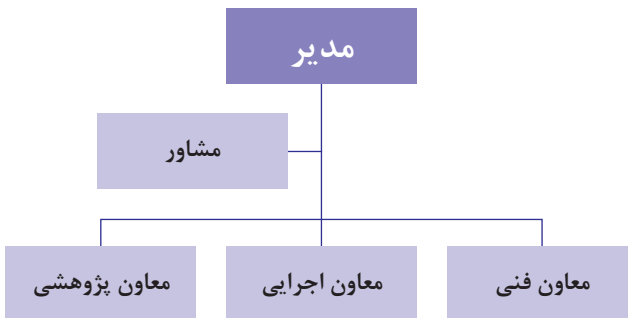 مدیر
مشاور
معاون فنی
معاون اجرایی
معاون پژوهشی